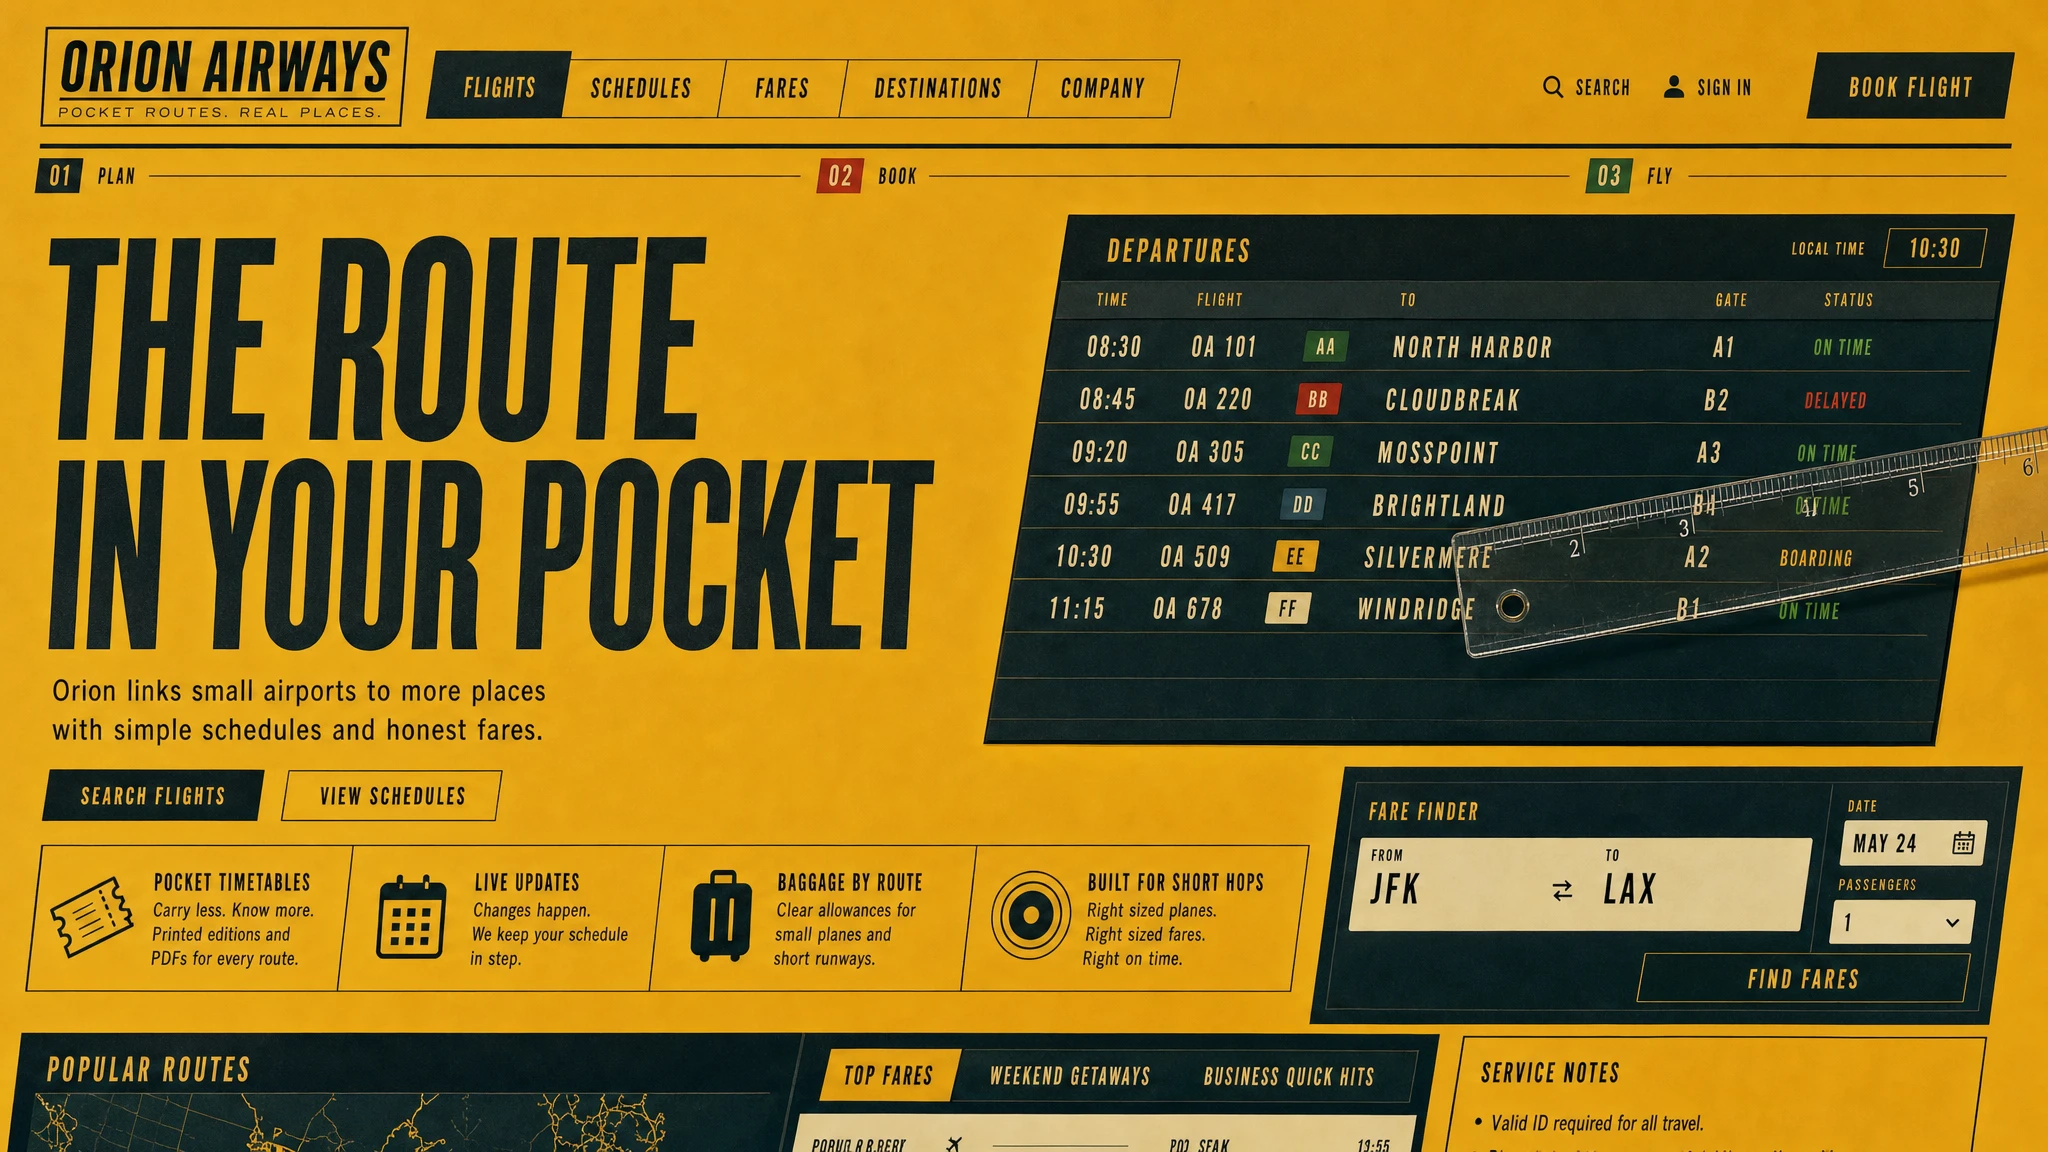 ORION AIRWAYS
POCKET ROUTES. REAL PLACES.
FLIGHTS
SCHEDULES
FARES
DESTINATIONS
COMPANY
SEARCH
SIGN IN
BOOK FLIGHT
01 PLAN
02 BOOK
03 FLY
THE ROUTE
IN YOUR POCKET
Orion links small airports to more places
with simple schedules and honest fares.
SEARCH FLIGHTS
VIEW SCHEDULES
DEPARTURES
LOCAL TIME 10:30
TIME FLIGHT TO GATE STATUS
08:30 OA 101 AA NORTH HARBOR A1 ON TIME
08:45 OA 220 BB CLOUDBREAK B2 DELAYED
09:20 OA 305 CC MOSSPOINT A3 ON TIME
09:55 OA 417 DD BRIGHTLAND TIME
10:30 OA 509 EE SILVERMERE A2 BOARDING
11:15 OA 678 FF WINDRIDGE B1 ON TIME
2 3 4 5 6
POCKET TIMETABLES
Carry less. Know more.
Printed editions and
PDFs for every route.
LIVE UPDATES
Changes happen.
We keep your schedule
in step.
BAGGAGE BY ROUTE
Clear allowances for
small planes and
short runways.
BUILT FOR SHORT HOPS
Right sized planes.
Right sized fares.
Right on time.
FARE FINDER
FROM
JFK
TO
LAX
DATE
MAY 24
PASSENGERS
1
FIND FARES
POPULAR ROUTES
TOP FARES
WEEKEND GETAWAYS
BUSINESS QUICK HITS
SERVICE NOTES
• Valid ID required for all travel.